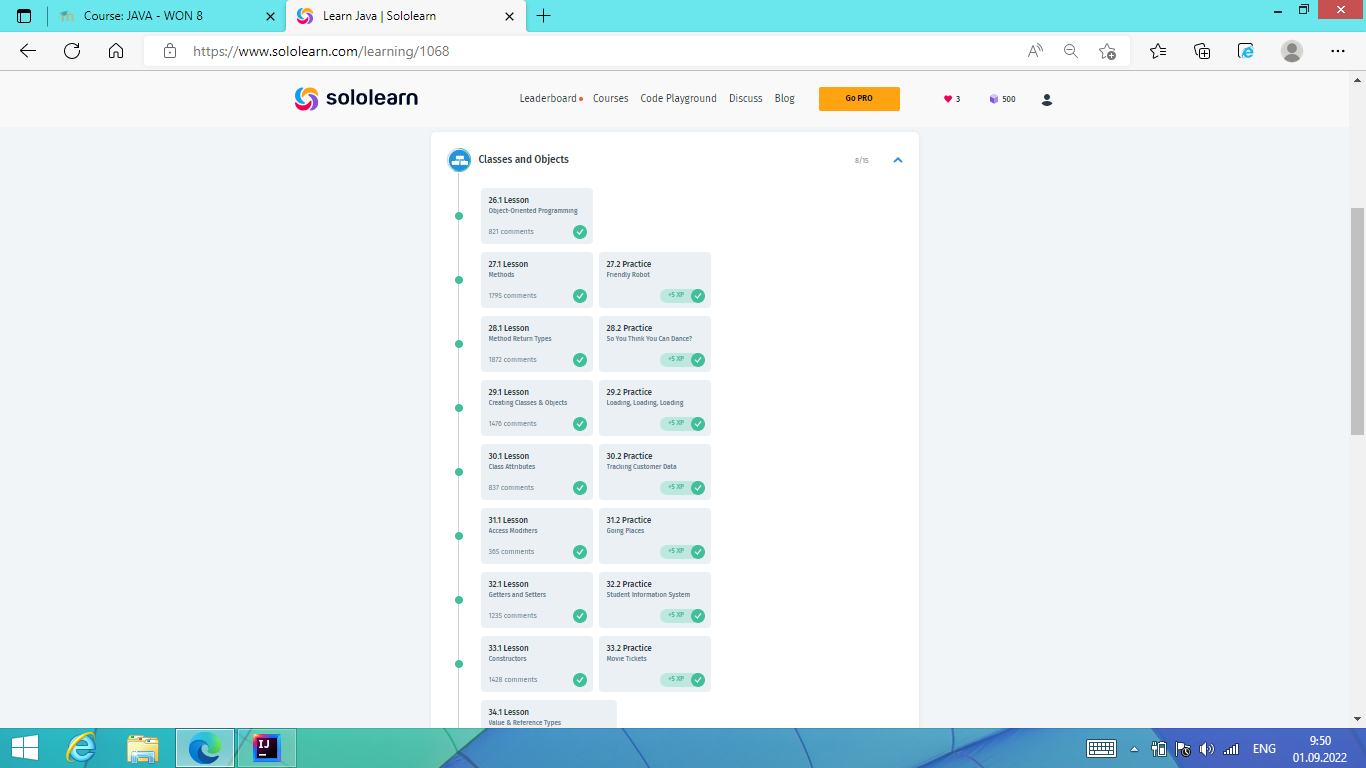 Course: JAVA - WON 8
Learn Java | Sololearn
https://www.sololearn.com/learning/1068
sololearn
Leaderboard
Courses
Code Playground
Discuss
Blog
Go PRO
3
500
Classes and Objects
8/15
26.1 Lesson
Object-Oriented Programming
821 comments
27.1 Lesson
Methods
1795 comments
27.2 Practice
Friendly Robot
+5 XP
28.1 Lesson
Method Return Types
1872 comments
28.2 Practice
So You Think You Can Dance?
+5 XP
29.1 Lesson
Creating Classes & Objects
1476 comments
29.2 Practice
Loading, Loading, Loading
+5 XP
30.1 Lesson
Class Attributes
837 comments
30.2 Practice
Tracking Customer Data
+5 XP
31.1 Lesson
Access Modifiers
365 comments
31.2 Practice
Going Places
+5 XP
32.1 Lesson
Getters and Setters
1235 comments
32.2 Practice
Student Information System
+5 XP
33.1 Lesson
Constructors
1428 comments
33.2 Practice
Movie Tickets
+5 XP
34.1 Lesson
Value & Reference Types
IJ
ENG
9:50
01.09.2022